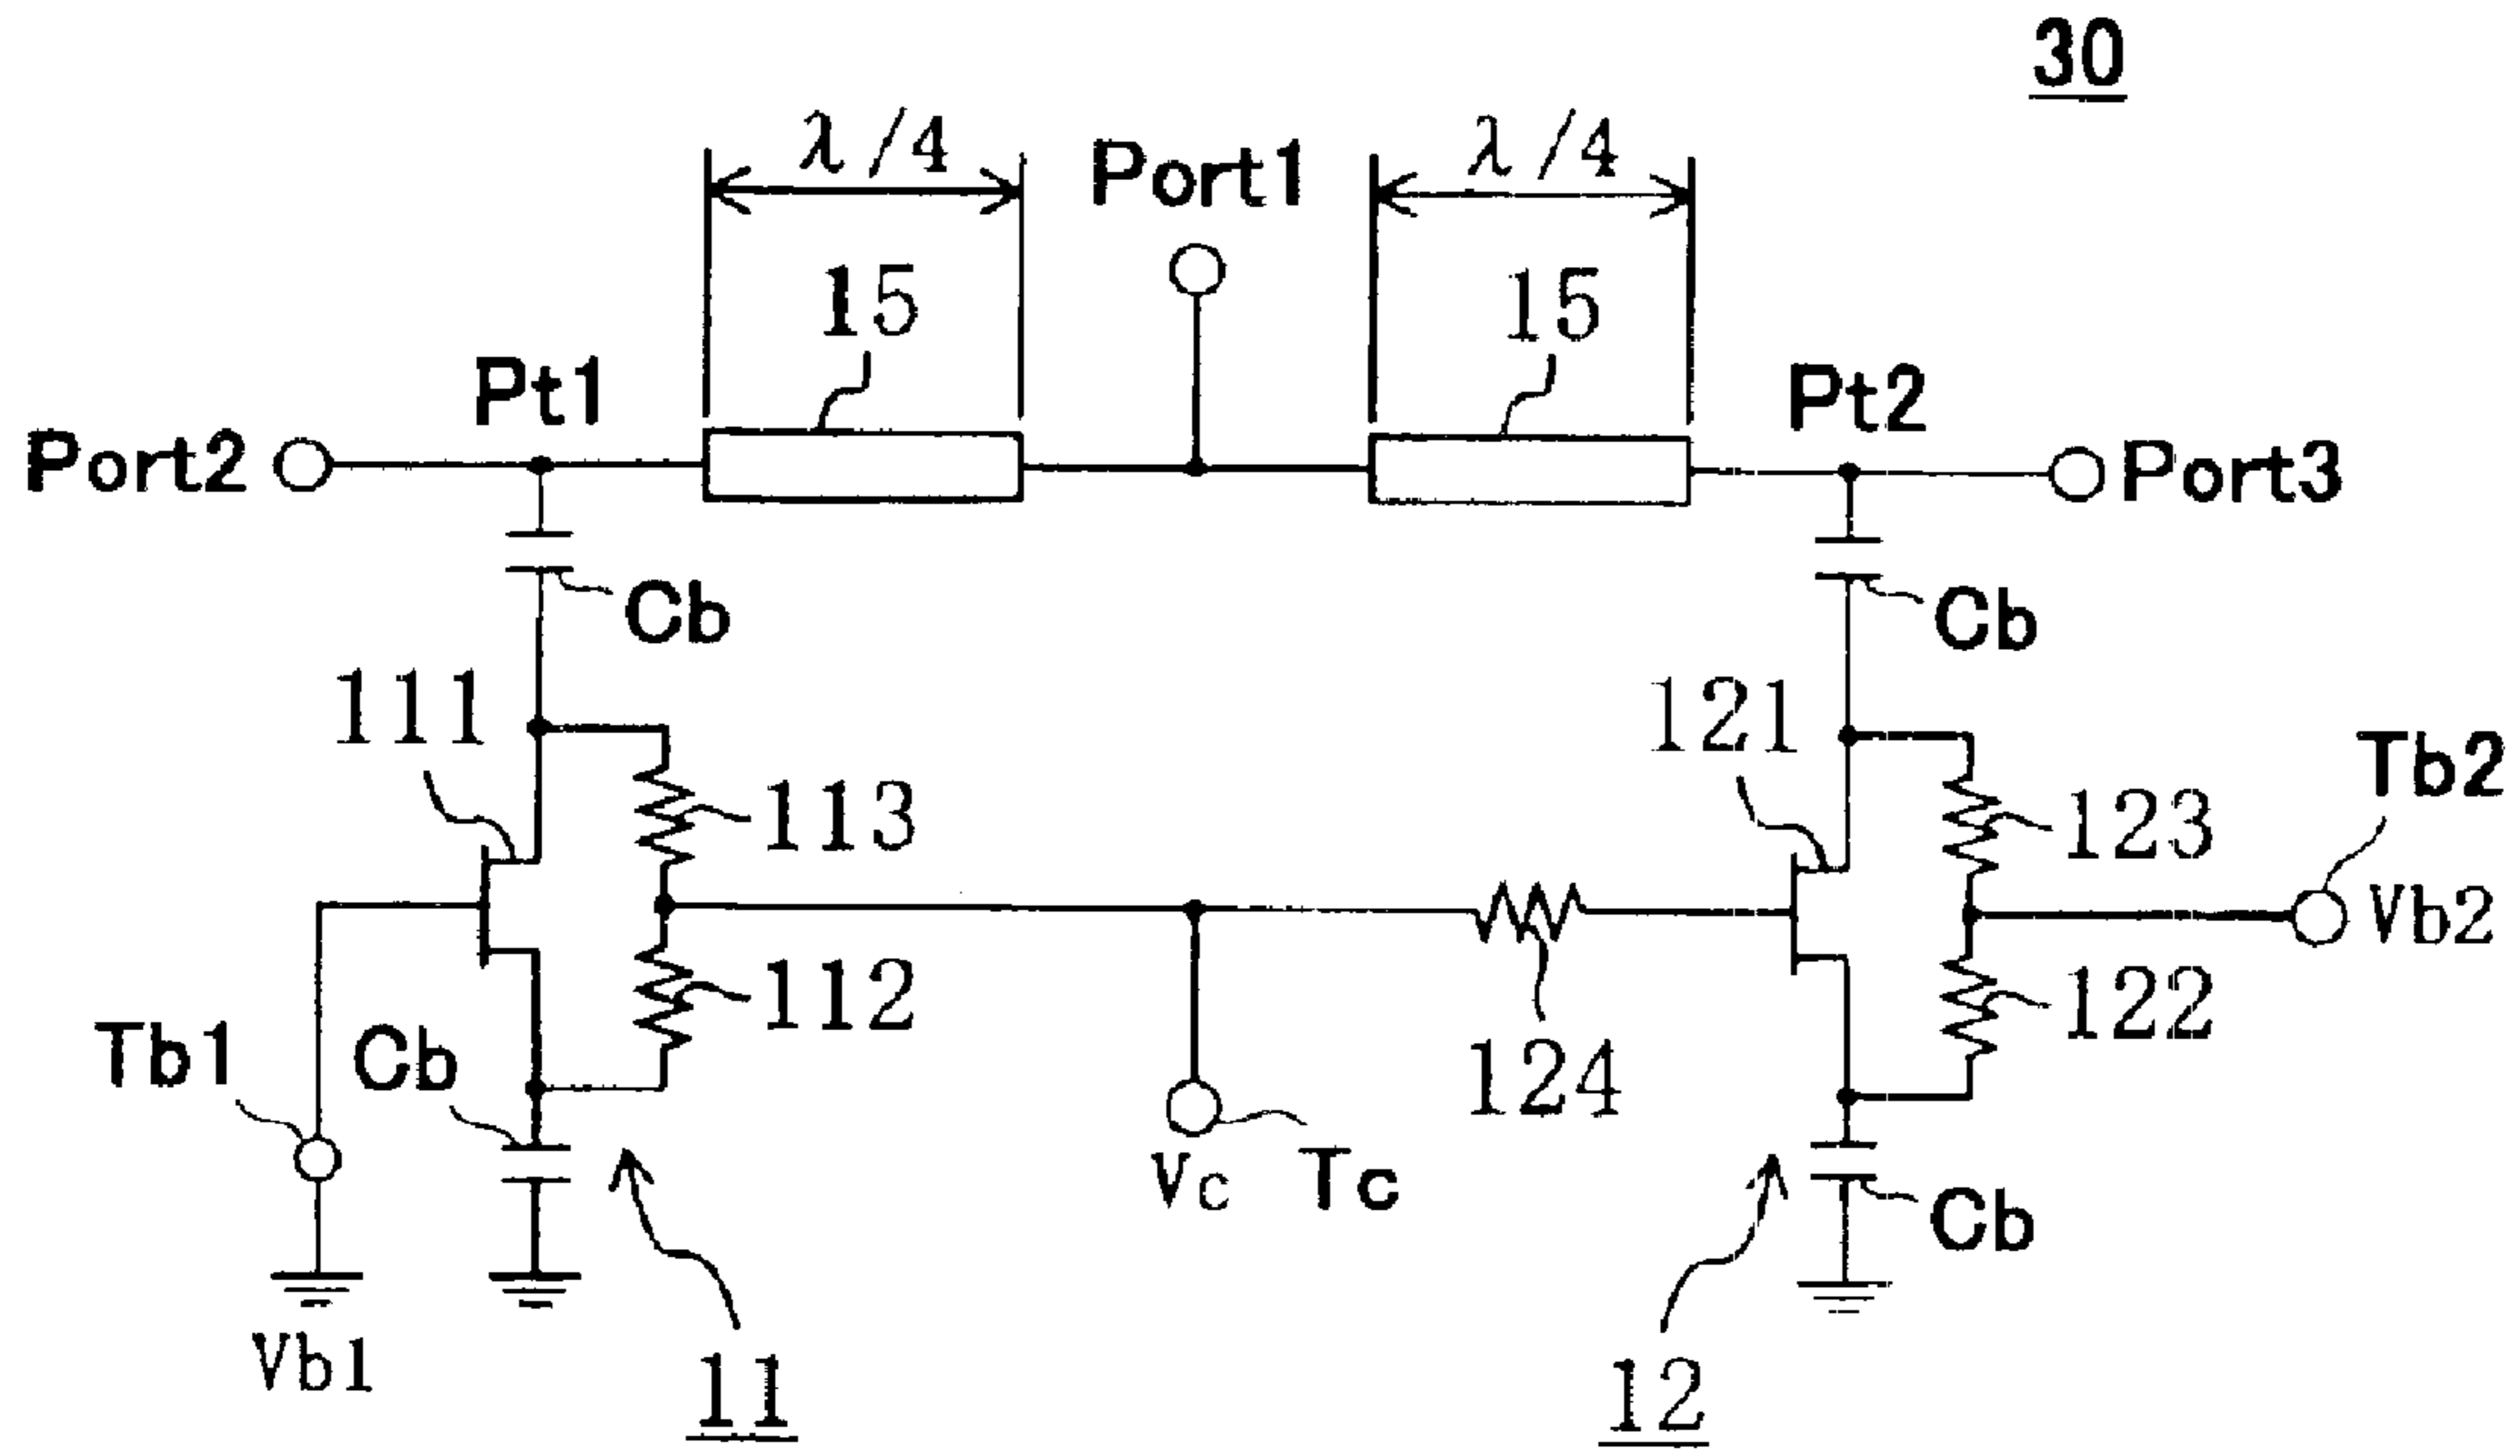 30
λ/4
Port1
λ/4
15
15
Pt1
Pt2
Port2
Port3
Cb
Cb
111
121
Tb2
113
123
Vb2
112
122
Tb1
Cb
124
Vc
Tc
Cb
Vb1
11
12